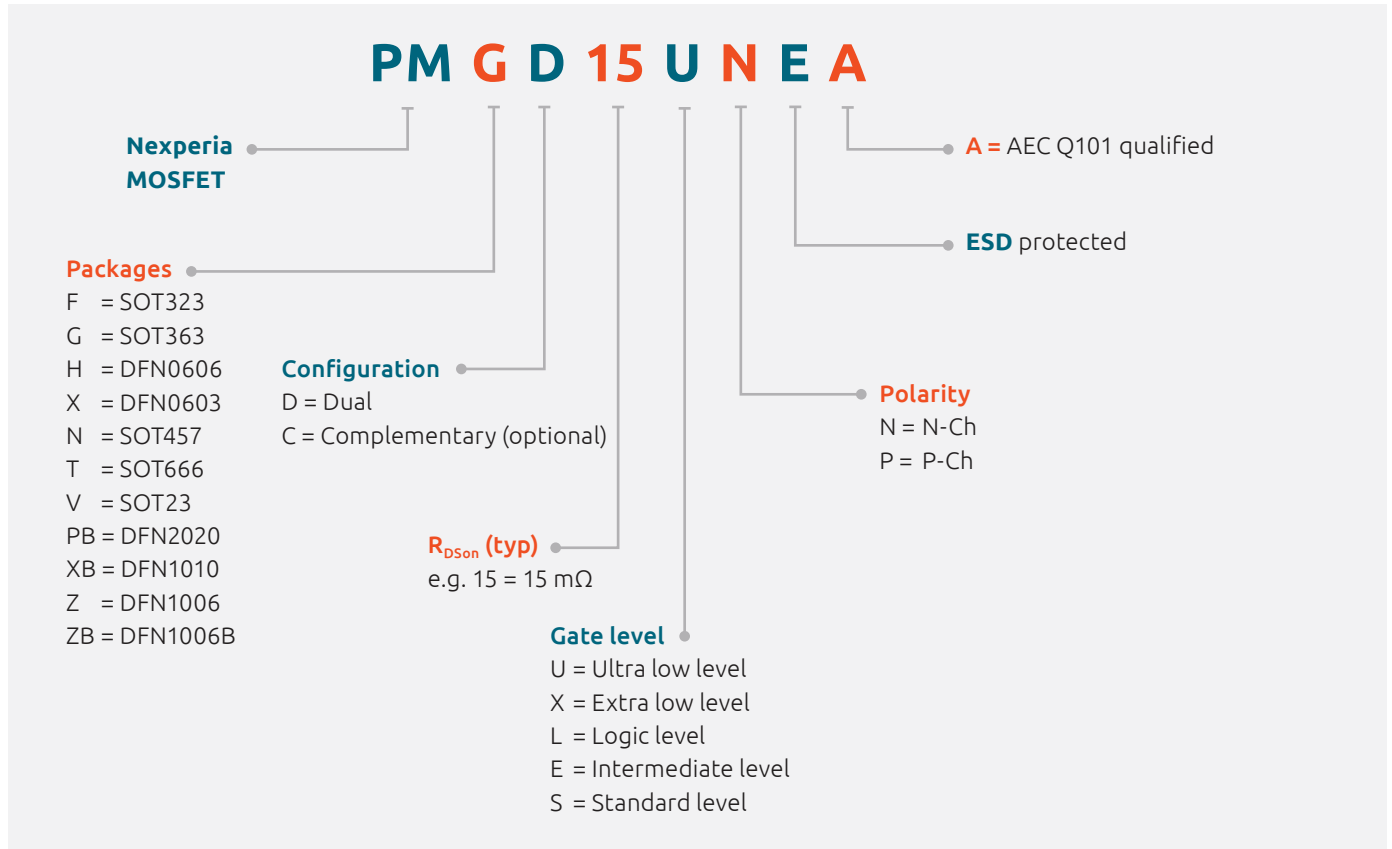 PM G D 15 U N E A
Nexperia
MOSFET
A = AEC Q101 qualified
ESD protected
Packages
F = SOT323
G = SOT363
H = DFN0606
X = DFN0603
N = SOT457
T = SOT666
V = SOT23
PB = DFN2020
XB = DFN1010
Z = DFN1006
ZB = DFN1006B
Configuration
D = Dual
C = Complementary (optional)
Polarity
N = N-Ch
P = P-Ch
RDSon (typ)
e.g. 15 = 15 mΩ
Gate level
U = Ultra low level
X = Extra low level
L = Logic level
E = Intermediate level
S = Standard level